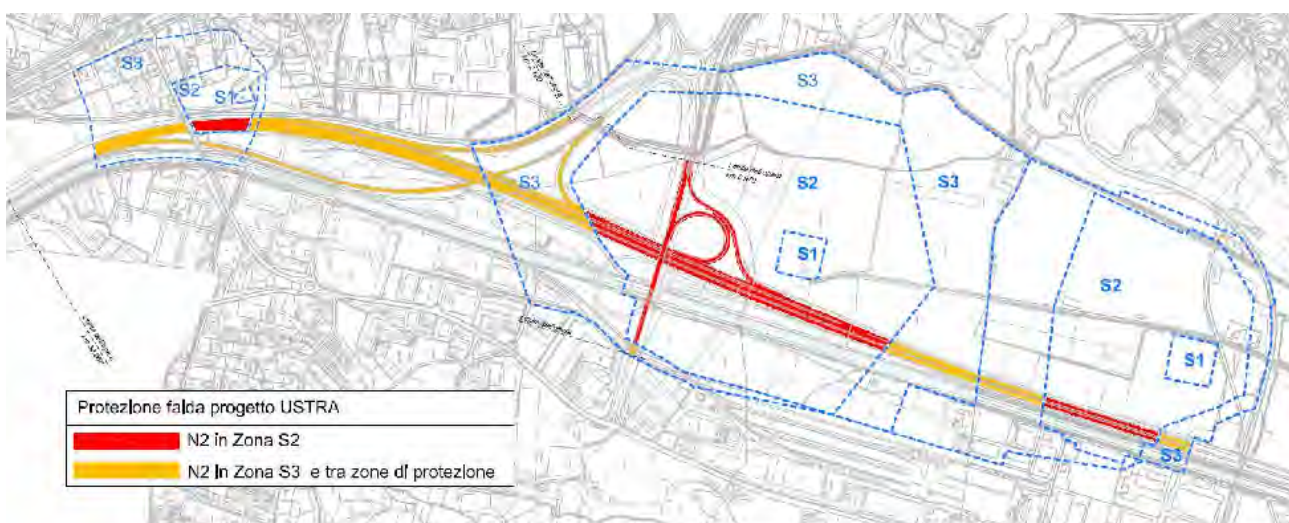 S3
S2
S1
S3
S3
S2
S3
S1
S2
S1
S3
Protezione falda progetto USTRA
N2 in Zona S2
N2 in Zona S3 e tra zone di protezione